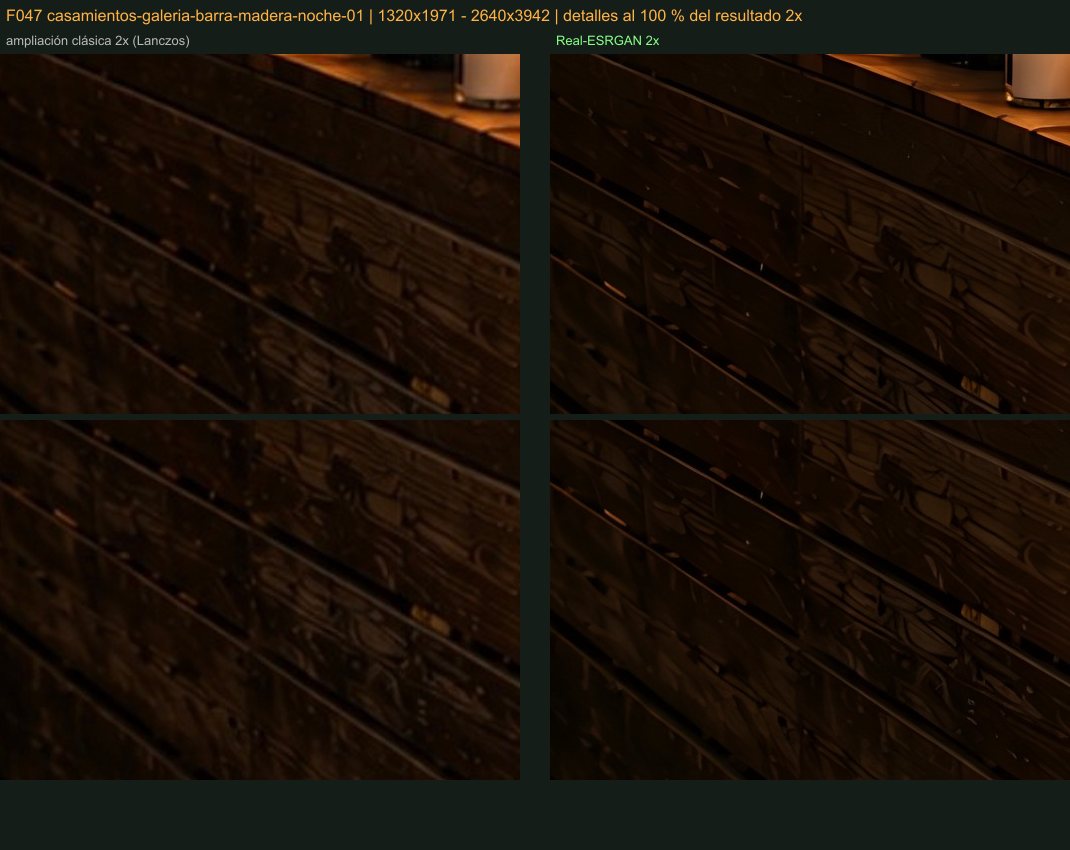 F047 casamientos-galeria-barra-madera-noche-01 | 1320x1971 - 2640x3942 | detalles al 100 % del resultado 2x
ampliación clásica 2x (Lanczos)
Real-ESRGAN 2x